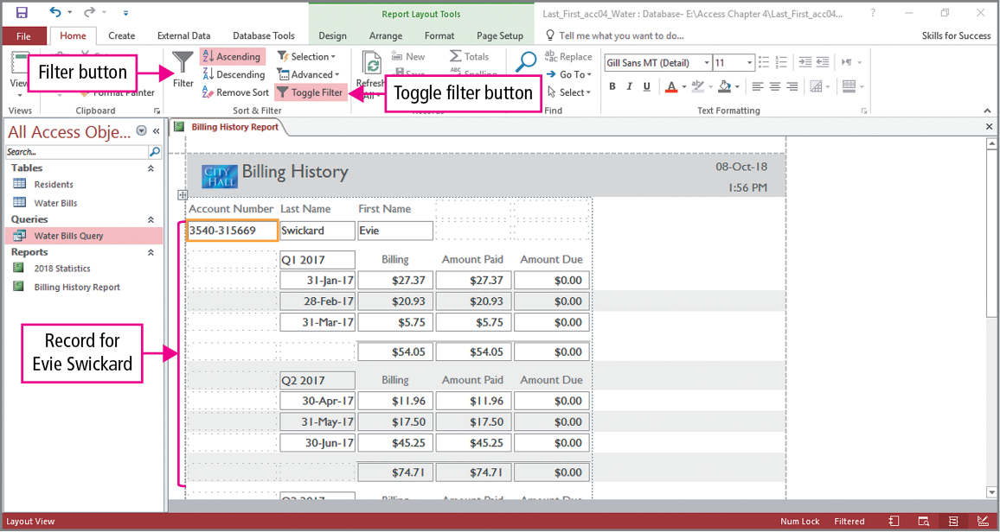 Report Layout Tools
Last_First_acc04_Water : Database- E:\Access Chapter 4\Last_First_acc04...
?
File
Home
Create
External Data
Database Tools
Design
Arrange
Format
Page Setup
Tell me what you want to do...
Skills for Success
Filter button
Filter
Ascending
Descending
Remove Sort
Selection
Advanced
Toggle Filter
Sort & Filter
Format Painter
Views
Clipboard
Refresh
All
New
Save
Spelling
Totals
Records
Toggle filter button
Replace
Go To
Select
Find
Gill Sans MT (Detail)
11
B I U
Text Formatting
All Access Obje...
Search...
Tables
Residents
Water Bills
Queries
Water Bills Query
Reports
2018 Statistics
Billing History Report
Record for
Evie Swickard
Billing History Report
CITY
HALL
Billing History
08-Oct-18
1:56 PM
Account Number Last Name First Name
3540-315669 Swickard Evie
Q1 2017 Billing Amount Paid Amount Due
31-Jan-17 $27.37 $27.37 $0.00
28-Feb-17 $20.93 $20.93 $0.00
31-Mar-17 $5.75 $5.75 $0.00
$54.05 $54.05 $0.00
Q2 2017 Billing Amount Paid Amount Due
30-Apr-17 $11.96 $11.96 $0.00
31-May-17 $17.50 $17.50 $0.00
30-Jun-17 $45.25 $45.25 $0.00
$74.71 $74.71 $0.00
Q3 2017 Billing Amount Paid Amount Due
Layout View
Num Lock
Filtered